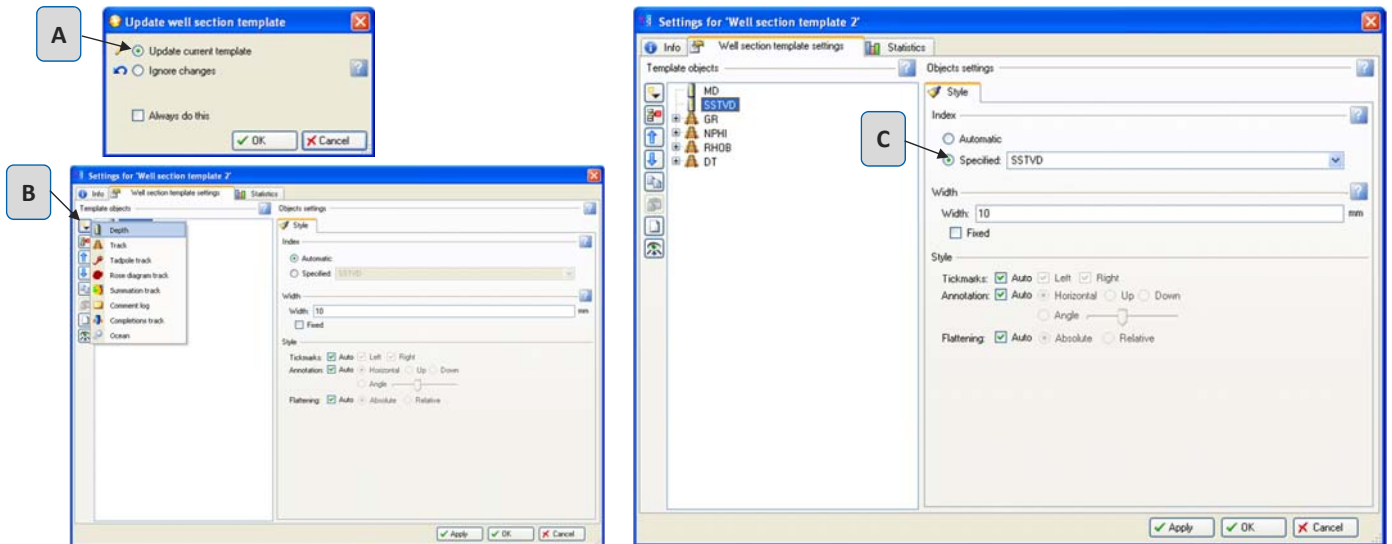 A
Update well section template
Update current template
Ignore changes
Always do this
OK Cancel
B
Settings for 'Well section template 2'
Info Well section template settings Statistics
Template objects Objects settings
Depth
Track
Tadpole track
Rose diagram track
Summation track
Comment log
Completions track
Ocean
Style
Index
Automatic
Specified SSTVD
Width
Width: 10 mm
Fixed
Style
Tickmarks: Auto Left Right
Annotation: Auto Horizontal Up Down
Angle
Flattening: Auto Absolute Relative
Apply OK Cancel
Settings for 'Well section template 2'
Info Well section template settings Statistics
Template objects Objects settings
MD
SSTVD
GR
NPHI
RHOB
DT
Style
Index
C
Automatic
Specified: SSTVD
Width
Width: 10 mm
Fixed
Style
Tickmarks: Auto Left Right
Annotation: Auto Horizontal Up Down
Angle
Flattening: Auto Absolute Relative
Apply OK Cancel